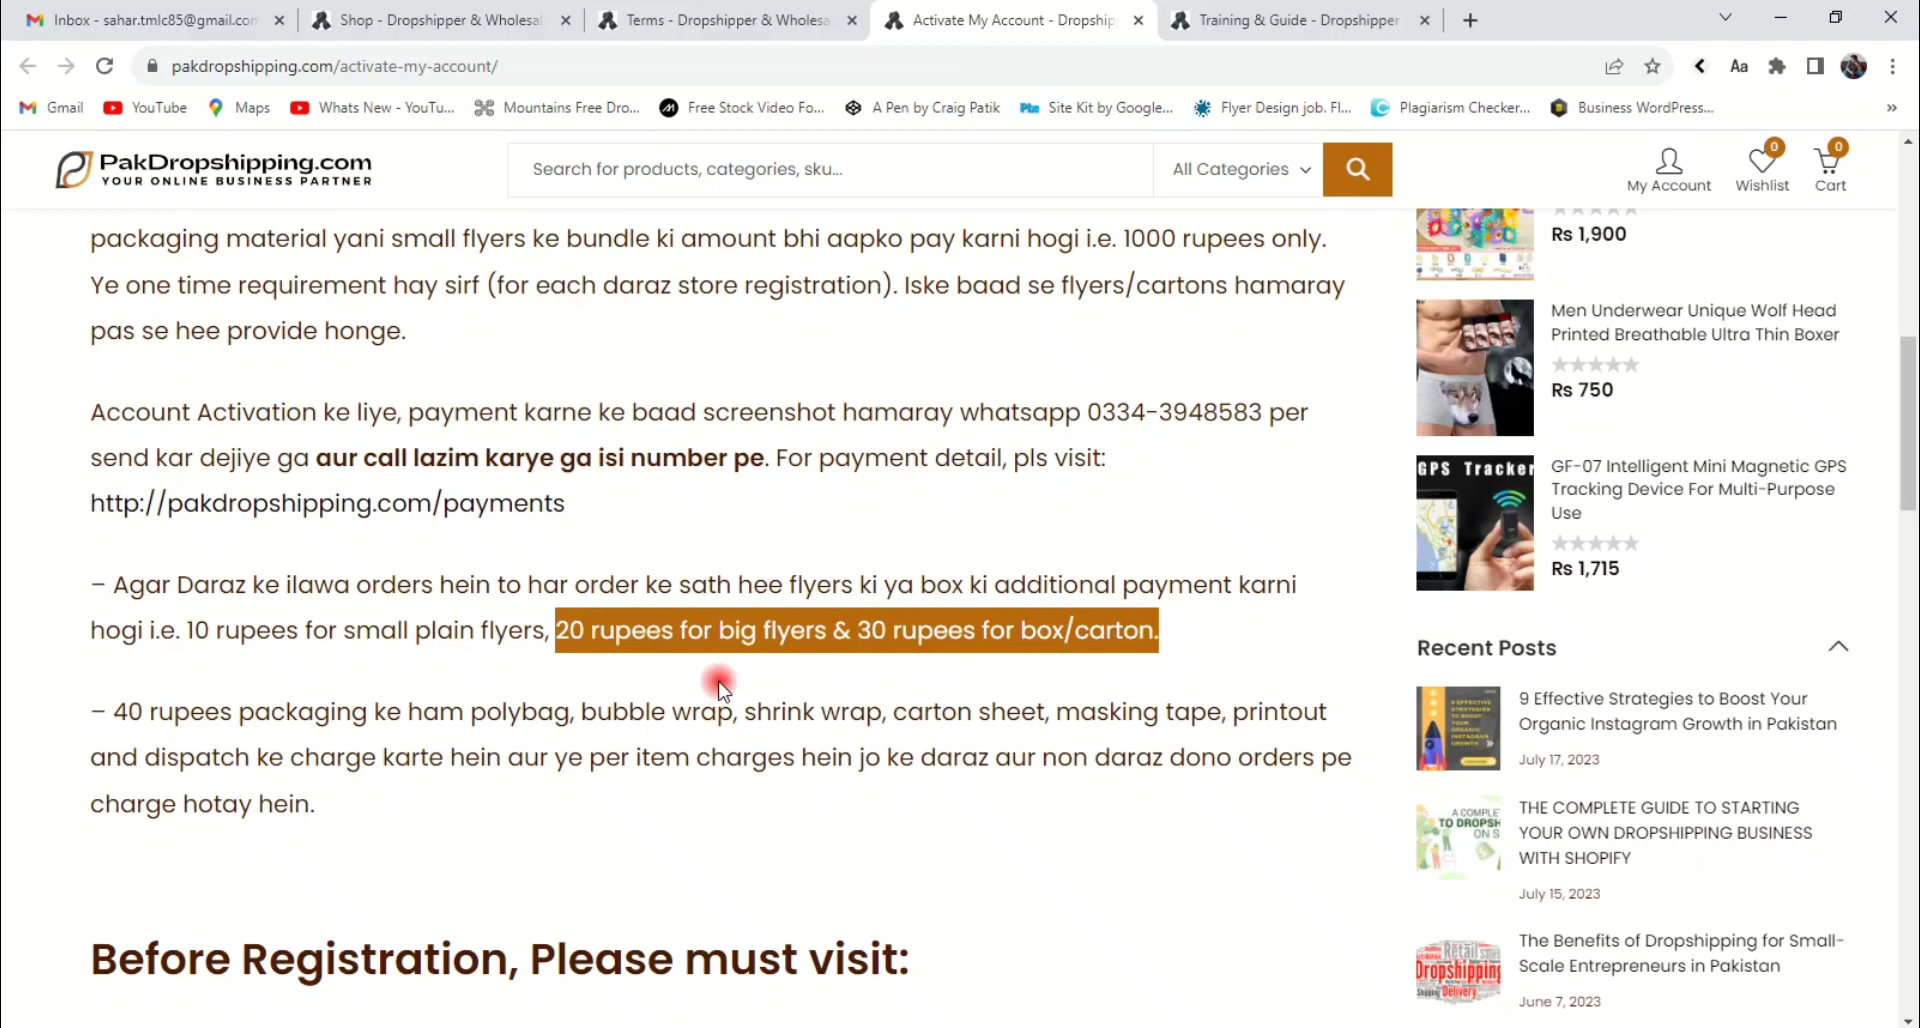 Inbox - sahar.tmlc85@gmail.com
Shop - Dropshipper & Wholesal
Terms - Dropshipper & Wholesa
Activate My Account - Dropship
Training & Guide - Dropshipper
pakdropshipping.com/activate-my-account/
Aa
Gmail
YouTube
Maps
Whats New - YouTu...
Mountains Free Dro...
Free Stock Video Fo...
A Pen by Craig Patik
Site Kit by Google...
Flyer Design job. Fl...
Plagiarism Checker...
Business WordPress...
PakDropshipping.com
YOUR ONLINE BUSINESS PARTNER
Search for products, categories, sku...
All Categories
My Account
0
Wishlist
0
Cart
packaging material yani small flyers ke bundle ki amount bhi aapko pay karni hogi i.e. 1000 rupees only.
Ye one time requirement hay sirf (for each daraz store registration). Iske baad se flyers/cartons hamaray
pas se hee provide honge.
Account Activation ke liye, payment karne ke baad screenshot hamaray whatsapp 0334-3948583 per
send kar dejiye ga aur call lazim karye ga isi number pe. For payment detail, pls visit:
http://pakdropshipping.com/payments
– Agar Daraz ke ilawa orders hein to har order ke sath hee flyers ki ya box ki additional payment karni
hogi i.e. 10 rupees for small plain flyers, 20 rupees for big flyers & 30 rupees for box/carton.
– 40 rupees packaging ke ham polybag, bubble wrap, shrink wrap, carton sheet, masking tape, printout
and dispatch ke charge karte hein aur ye per item charges hein jo ke daraz aur non daraz dono orders pe
charge hotay hein.
Before Registration, Please must visit:
Rs 1,900
Men Underwear Unique Wolf Head
Printed Breathable Ultra Thin Boxer
Rs 750
GPS Tracker
GF-07 Intelligent Mini Magnetic GPS
Tracking Device For Multi-Purpose
Use
Rs 1,715
Recent Posts
9 Effective Strategies to Boost Your
Organic Instagram Growth in Pakistan
July 17, 2023
A COMPLE
TO DROPSH
ON S
THE COMPLETE GUIDE TO STARTING
YOUR OWN DROPSHIPPING BUSINESS
WITH SHOPIFY
July 15, 2023
Retail
Dropshipping
Delivery
The Benefits of Dropshipping for Small-
Scale Entrepreneurs in Pakistan
June 7, 2023